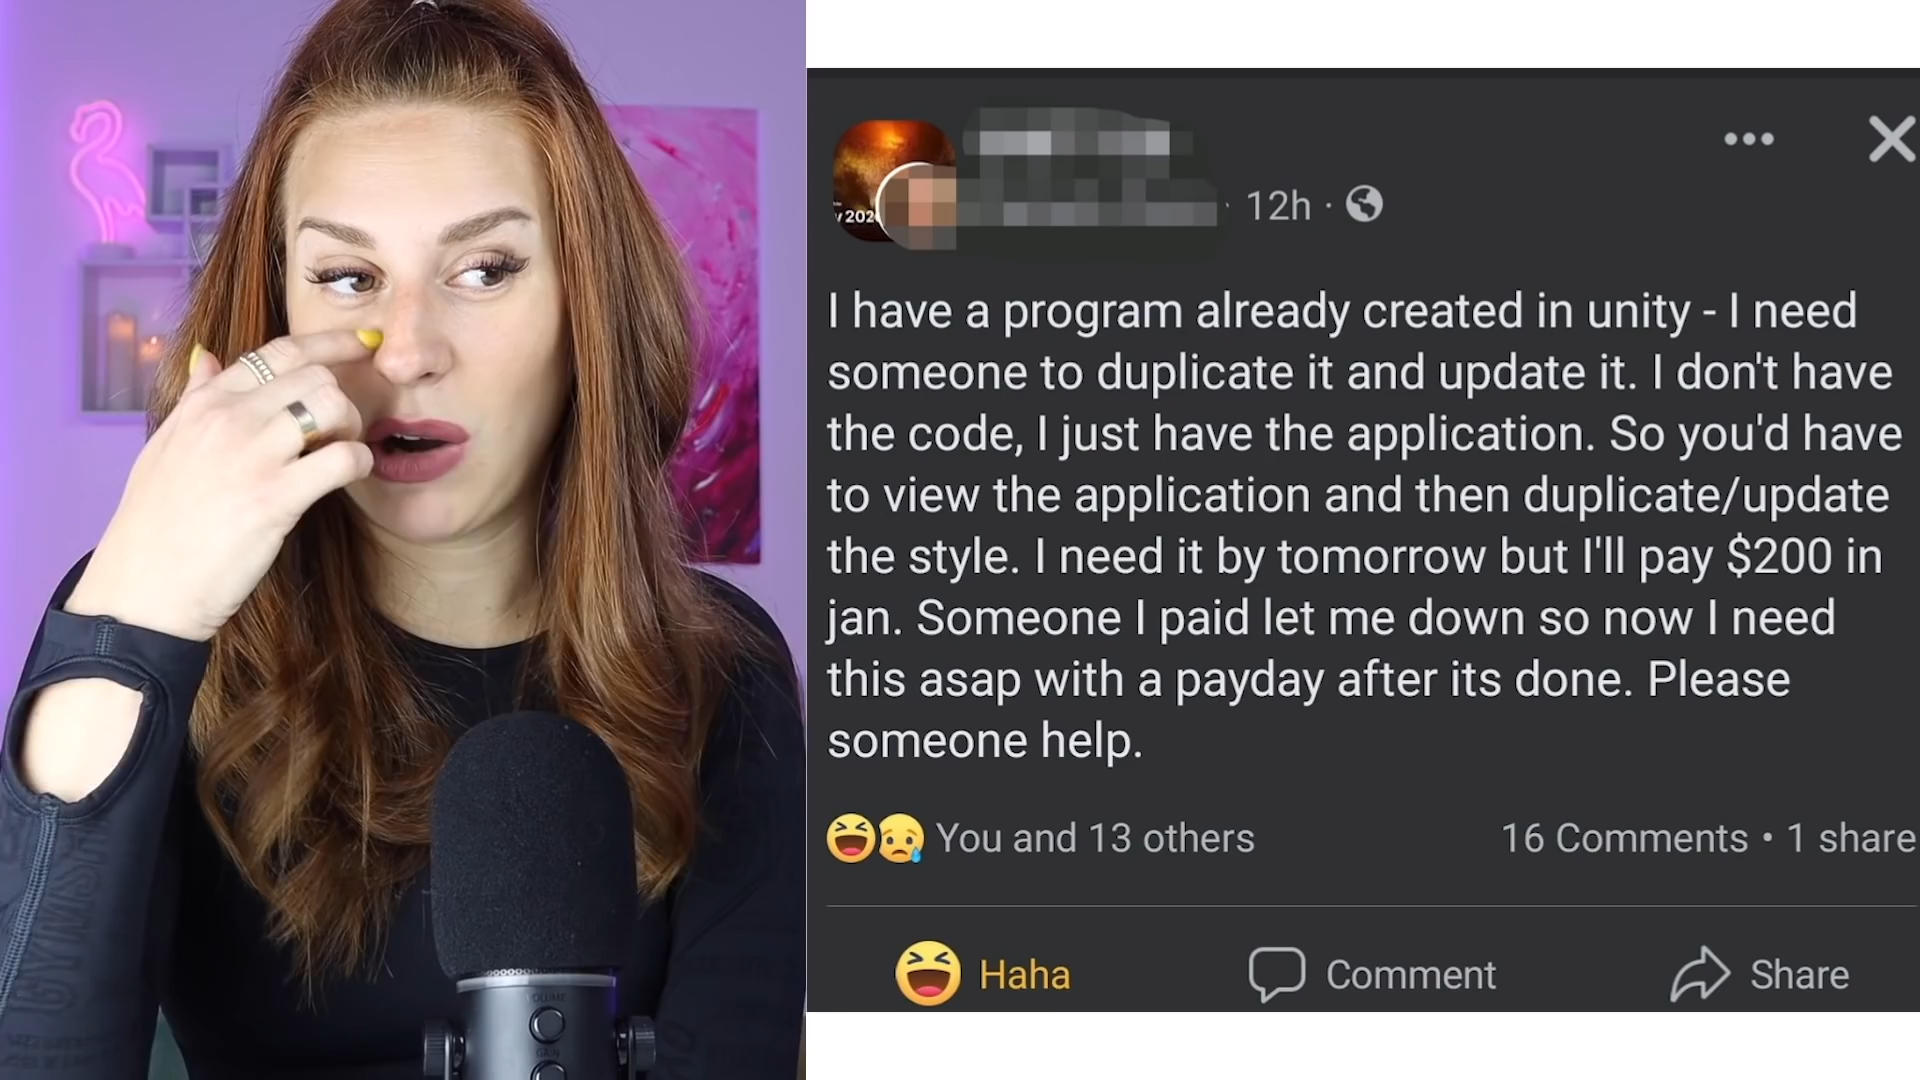 y 202
12h
I have a program already created in unity - I need
someone to duplicate it and update it. I don't have
the code, I just have the application. So you'd have
to view the application and then duplicate/update
the style. I need it by tomorrow but I'll pay $200 in
jan. Someone I paid let me down so now I need
this asap with a payday after its done. Please
someone help.
You and 13 others
16 Comments • 1 share
Haha
Comment
Share
VOLUME
GAIN